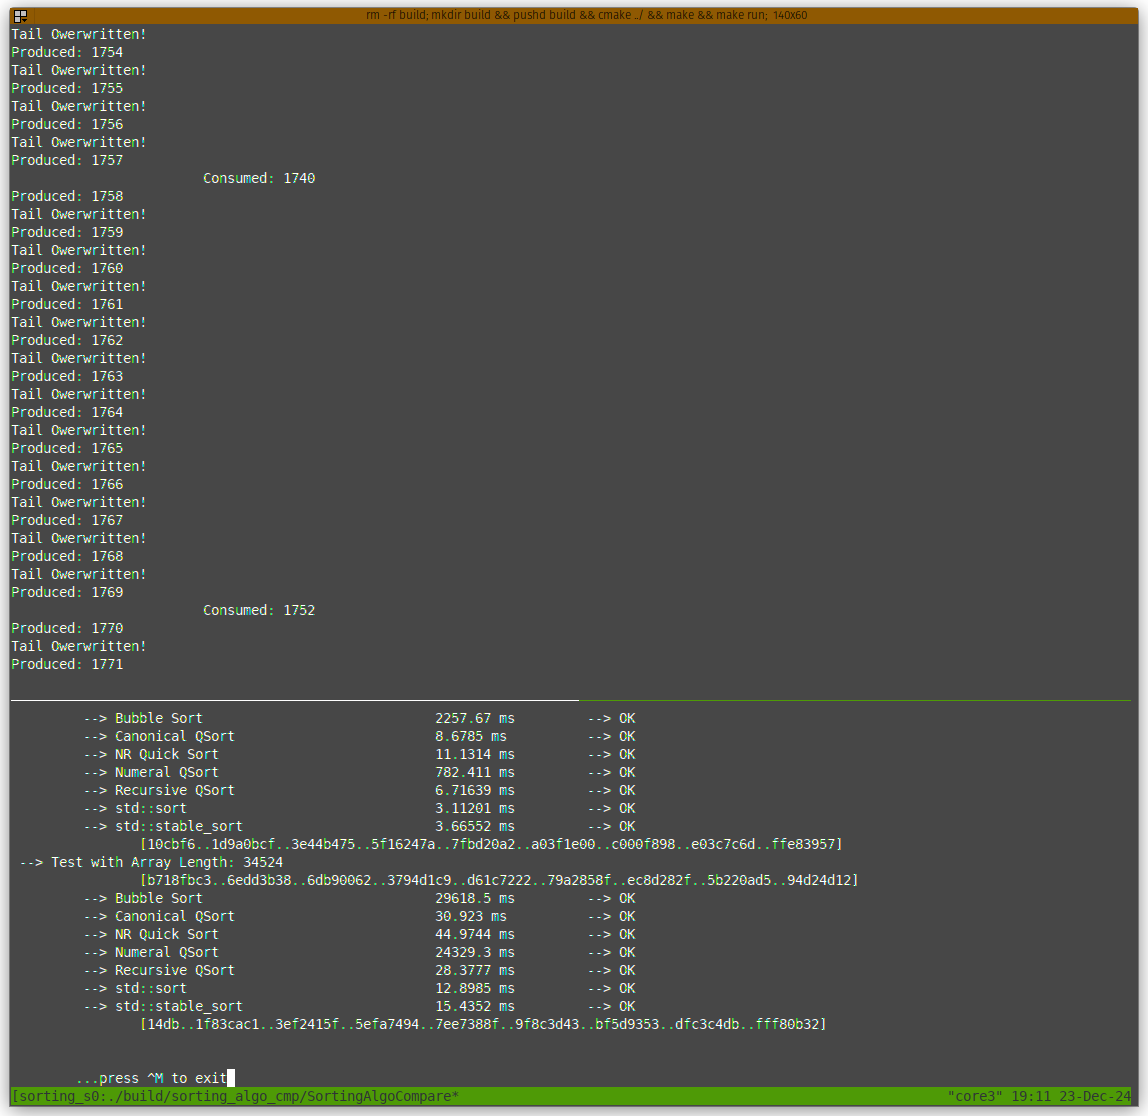 rm -rf build; mkdir build && pushd build && cmake ../ && make && make run; 140x60
Tail Owerwritten!
Produced: 1754
Tail Owerwritten!
Produced: 1755
Tail Owerwritten!
Produced: 1756
Tail Owerwritten!
Produced: 1757
Consumed: 1740
Produced: 1758
Tail Owerwritten!
Produced: 1759
Tail Owerwritten!
Produced: 1760
Tail Owerwritten!
Produced: 1761
Tail Owerwritten!
Produced: 1762
Tail Owerwritten!
Produced: 1763
Tail Owerwritten!
Produced: 1764
Tail Owerwritten!
Produced: 1765
Tail Owerwritten!
Produced: 1766
Tail Owerwritten!
Produced: 1767
Tail Owerwritten!
Produced: 1768
Tail Owerwritten!
Produced: 1769
Consumed: 1752
Produced: 1770
Tail Owerwritten!
Produced: 1771
--> Bubble Sort 2257.67 ms --> OK
--> Canonical QSort 8.6785 ms --> OK
--> NR Quick Sort 11.1314 ms --> OK
--> Numeral QSort 782.411 ms --> OK
--> Recursive QSort 6.71639 ms --> OK
--> std::sort 3.11201 ms --> OK
--> std::stable_sort 3.66552 ms --> OK
[10cbf6..1d9a0bcf..3e44b475..5f16247a..7fbd20a2..a03f1e00..c000f898..e03c7c6d..ffe83957]
--> Test with Array Length: 34524
[b718fbc3..6edd3b38..6db90062..3794d1c9..d61c7222..79a2858f..ec8d282f..5b220ad5..94d24d12]
--> Bubble Sort 29618.5 ms --> OK
--> Canonical QSort 30.923 ms --> OK
--> NR Quick Sort 44.9744 ms --> OK
--> Numeral QSort 24329.3 ms --> OK
--> Recursive QSort 28.3777 ms --> OK
--> std::sort 12.8985 ms --> OK
--> std::stable_sort 15.4352 ms --> OK
[14db..1f83cac1..3ef2415f..5efa7494..7ee7388f..9f8c3d43..bf5d9353..dfc3c4db..fff80b32]
...press ^M to exit
[sorting_s0:./build/sorting_algo_cmp/SortingAlgoCompare* "core3" 19:11 23-Dec-24